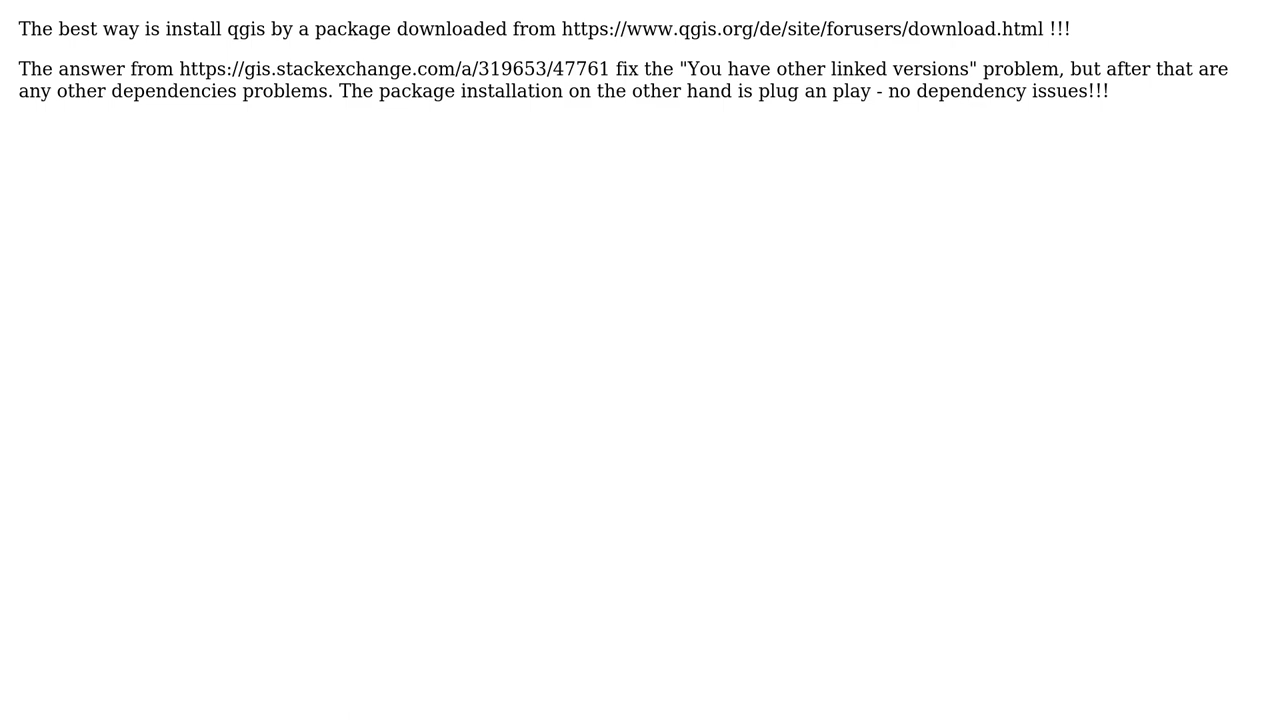 The best way is install qgis by a package downloaded from https://www.qgis.org/de/site/forusers/download.html !!!
The answer from https://gis.stackexchange.com/a/319653/47761 fix the "You have other linked versions" problem, but after that are
any other dependencies problems. The package installation on the other hand is plug an play - no dependency issues!!!